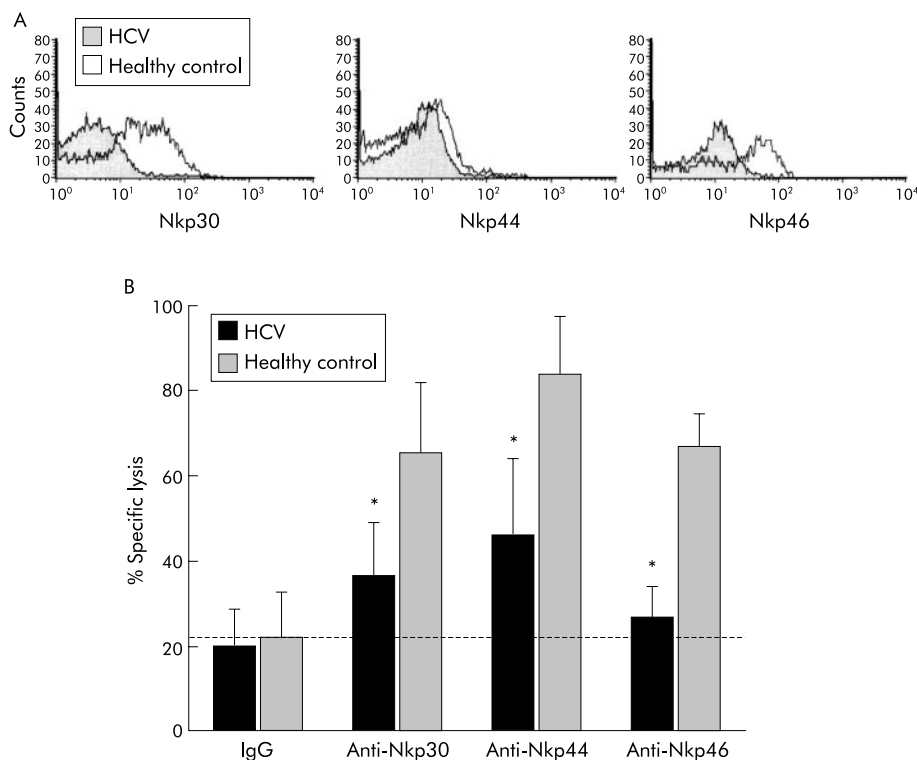 A
HCV
Healthy control
Counts
80
70
60
50
40
30
20
10
0
10⁰ 10¹ 10² 10³ 10⁴
Nkp30
80
70
60
50
40
30
20
10
0
10⁰ 10¹ 10² 10³ 10⁴
Nkp44
80
70
60
50
40
30
20
10
0
10⁰ 10¹ 10² 10³ 10⁴
Nkp46
B
HCV
Healthy control
% Specific lysis
100
80
60
40
20
0
*
*
*
IgG Anti-Nkp30 Anti-Nkp44 Anti-Nkp46